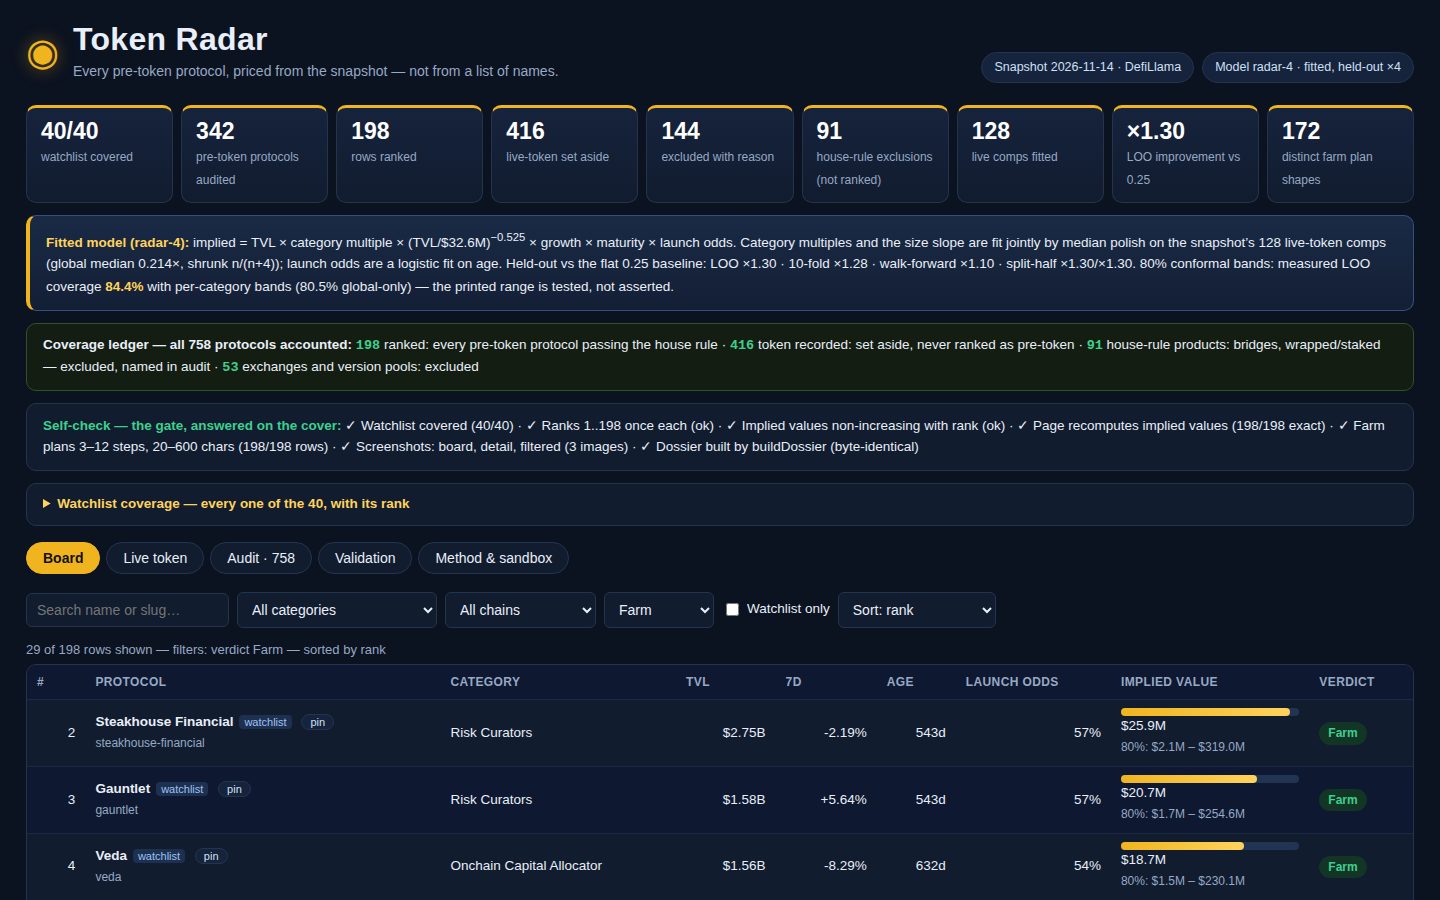 Token Radar
Every pre-token protocol, priced from the snapshot — not from a list of names.
Snapshot 2026-11-14 · DefiLlama
Model radar-4 · fitted, held-out ×4
40/40
watchlist covered
342
pre-token protocols
audited
198
rows ranked
416
live-token set aside
144
excluded with reason
91
house-rule exclusions
(not ranked)
128
live comps fitted
×1.30
LOO improvement vs
0.25
172
distinct farm plan
shapes
Fitted model (radar-4): implied = TVL × category multiple × (TVL/$32.6M)−0.525 × growth × maturity × launch odds. Category multiples and the size slope are fit jointly by median polish on the snapshot’s 128 live-token comps
(global median 0.214×, shrunk n/(n+4)); launch odds are a logistic fit on age. Held-out vs the flat 0.25 baseline: LOO ×1.30 · 10-fold ×1.28 · walk-forward ×1.10 · split-half ×1.30/×1.30. 80% conformal bands: measured LOO
coverage 84.4% with per-category bands (80.5% global-only) — the printed range is tested, not asserted.
Coverage ledger — all 758 protocols accounted: 198 ranked: every pre-token protocol passing the house rule · 416 token recorded: set aside, never ranked as pre-token · 91 house-rule products: bridges, wrapped/staked
— excluded, named in audit · 53 exchanges and version pools: excluded
Self-check — the gate, answered on the cover: ✓ Watchlist covered (40/40) · ✓ Ranks 1..198 once each (ok) · ✓ Implied values non-increasing with rank (ok) · ✓ Page recomputes implied values (198/198 exact) · ✓ Farm
plans 3–12 steps, 20–600 chars (198/198 rows) · ✓ Screenshots: board, detail, filtered (3 images) · ✓ Dossier built by buildDossier (byte-identical)
▶ Watchlist coverage — every one of the 40, with its rank
Board
Live token
Audit · 758
Validation
Method & sandbox
Search name or slug…
All categories
All chains
Farm
Watchlist only
Sort: rank
29 of 198 rows shown — filters: verdict Farm — sorted by rank
# PROTOCOL CATEGORY TVL 7D AGE LAUNCH ODDS IMPLIED VALUE VERDICT
2 Steakhouse Financial watchlist pin Risk Curators $2.75B -2.19% 543d 57% $25.9M Farm
steakhouse-financial 80%: $2.1M – $319.0M
3 Gauntlet watchlist pin Risk Curators $1.58B +5.64% 543d 57% $20.7M Farm
gauntlet 80%: $1.7M – $254.6M
4 Veda watchlist pin Onchain Capital Allocator $1.56B -8.29% 632d 54% $18.7M Farm
veda 80%: $1.5M – $230.1M